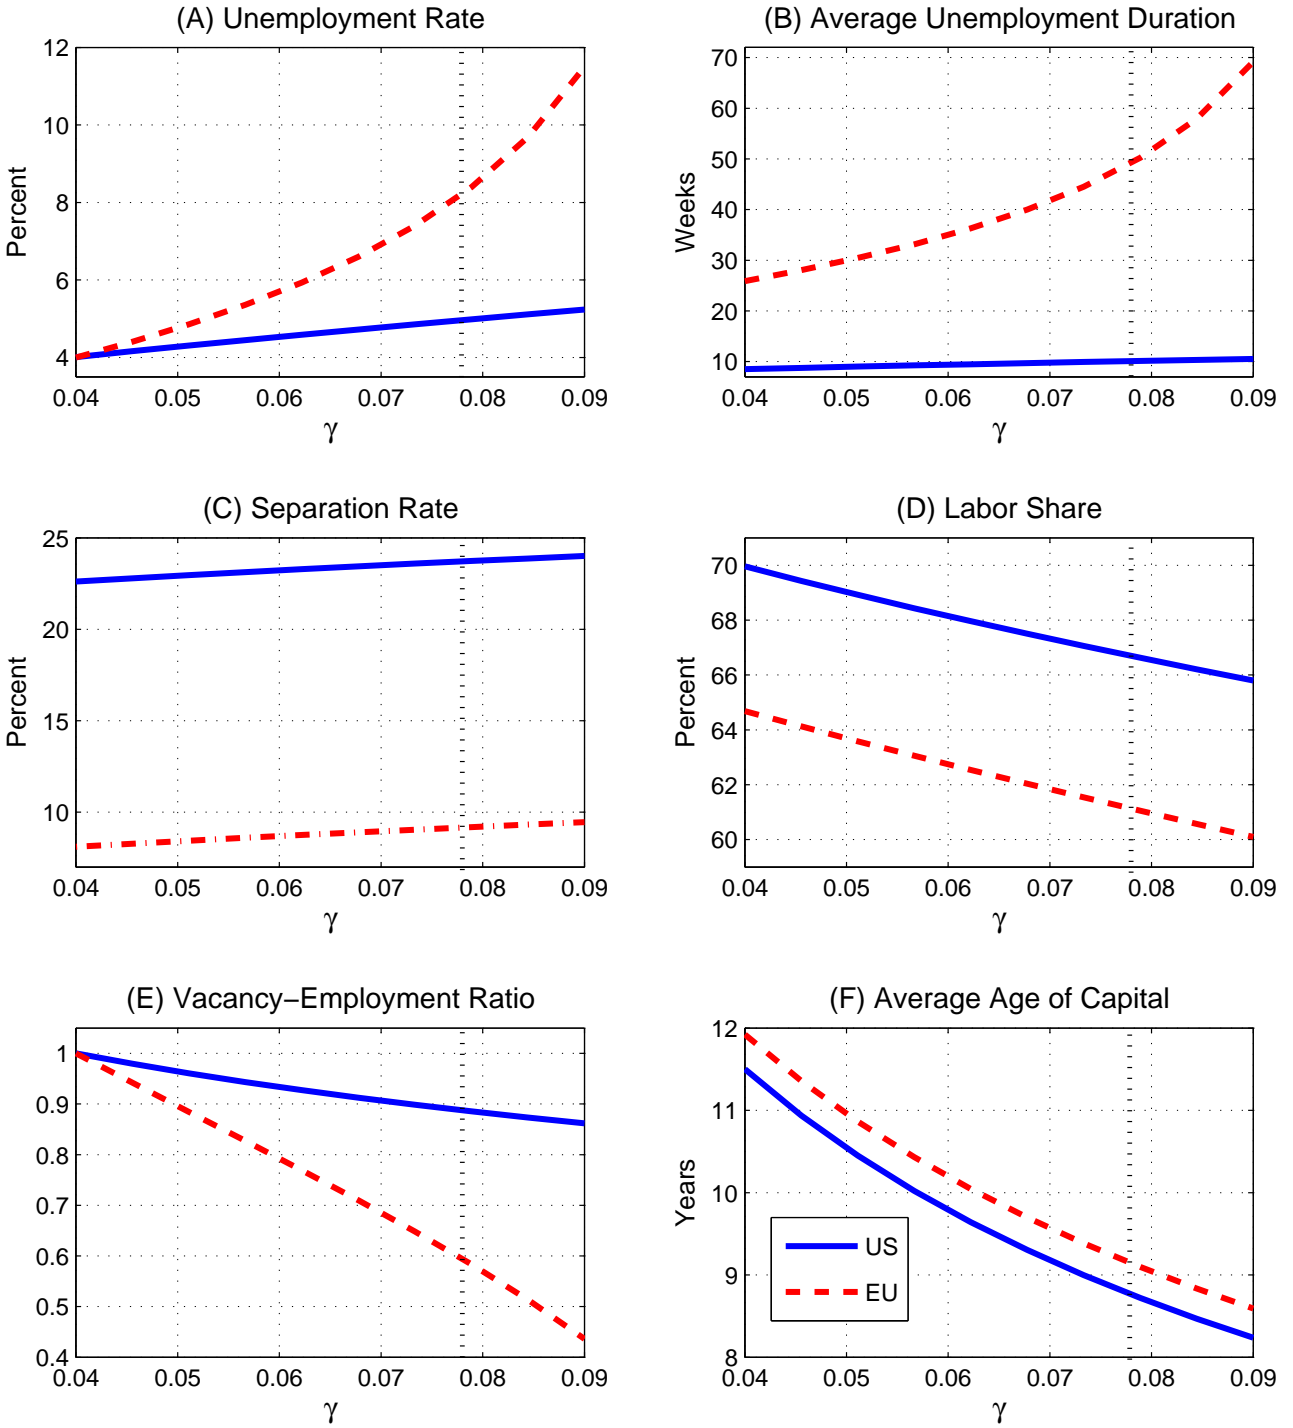 (A) Unemployment Rate
Percent
12
10
8
6
4
0.04 0.05 0.06 0.07 0.08 0.09
γ
(B) Average Unemployment Duration
Weeks
70
60
50
40
30
20
10
0.04 0.05 0.06 0.07 0.08 0.09
γ
(C) Separation Rate
Percent
25
20
15
10
0.04 0.05 0.06 0.07 0.08 0.09
γ
(D) Labor Share
Percent
70
68
66
64
62
60
0.04 0.05 0.06 0.07 0.08 0.09
γ
(E) Vacancy−Employment Ratio
1
0.9
0.8
0.7
0.6
0.5
0.4
0.04 0.05 0.06 0.07 0.08 0.09
γ
(F) Average Age of Capital
Years
12
11
10
9
8
US
EU
0.04 0.05 0.06 0.07 0.08 0.09
γ